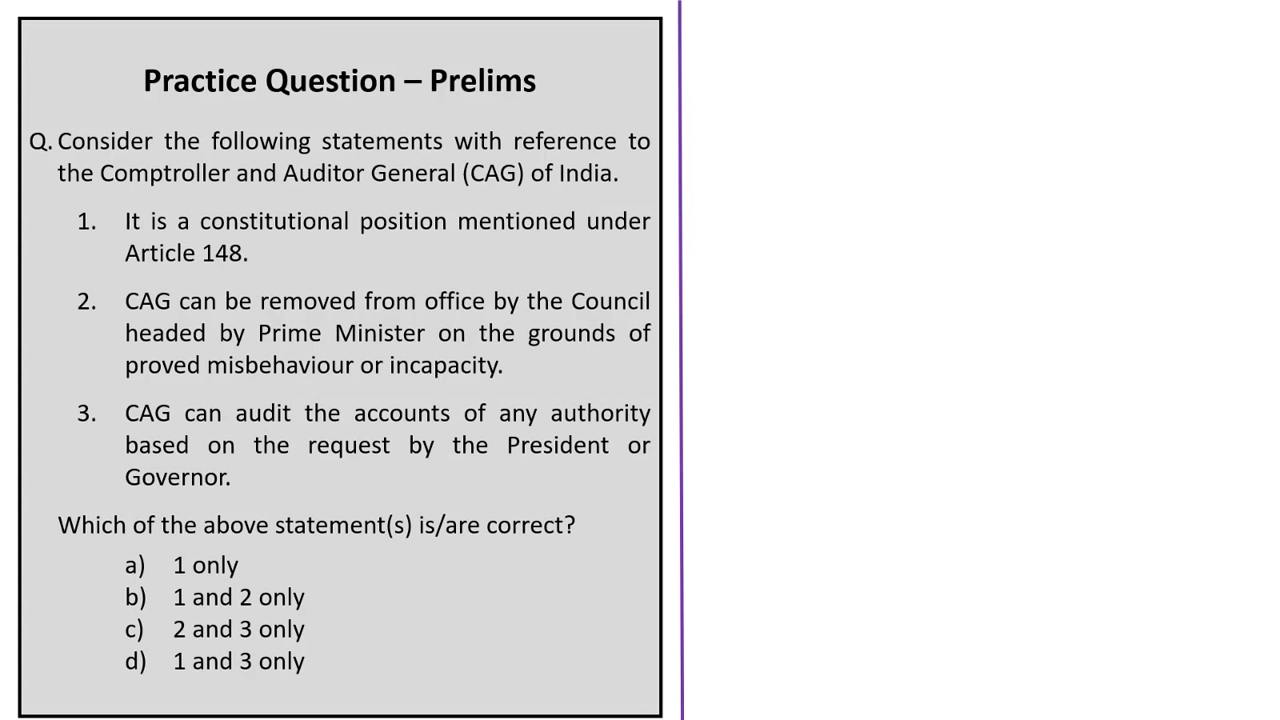 Practice Question – Prelims
Q. Consider the following statements with reference to
the Comptroller and Auditor General (CAG) of India.
1. It is a constitutional position mentioned under
Article 148.
2. CAG can be removed from office by the Council
headed by Prime Minister on the grounds of
proved misbehaviour or incapacity.
3. CAG can audit the accounts of any authority
based on the request by the President or
Governor.
Which of the above statement(s) is/are correct?
a) 1 only
b) 1 and 2 only
c) 2 and 3 only
d) 1 and 3 only